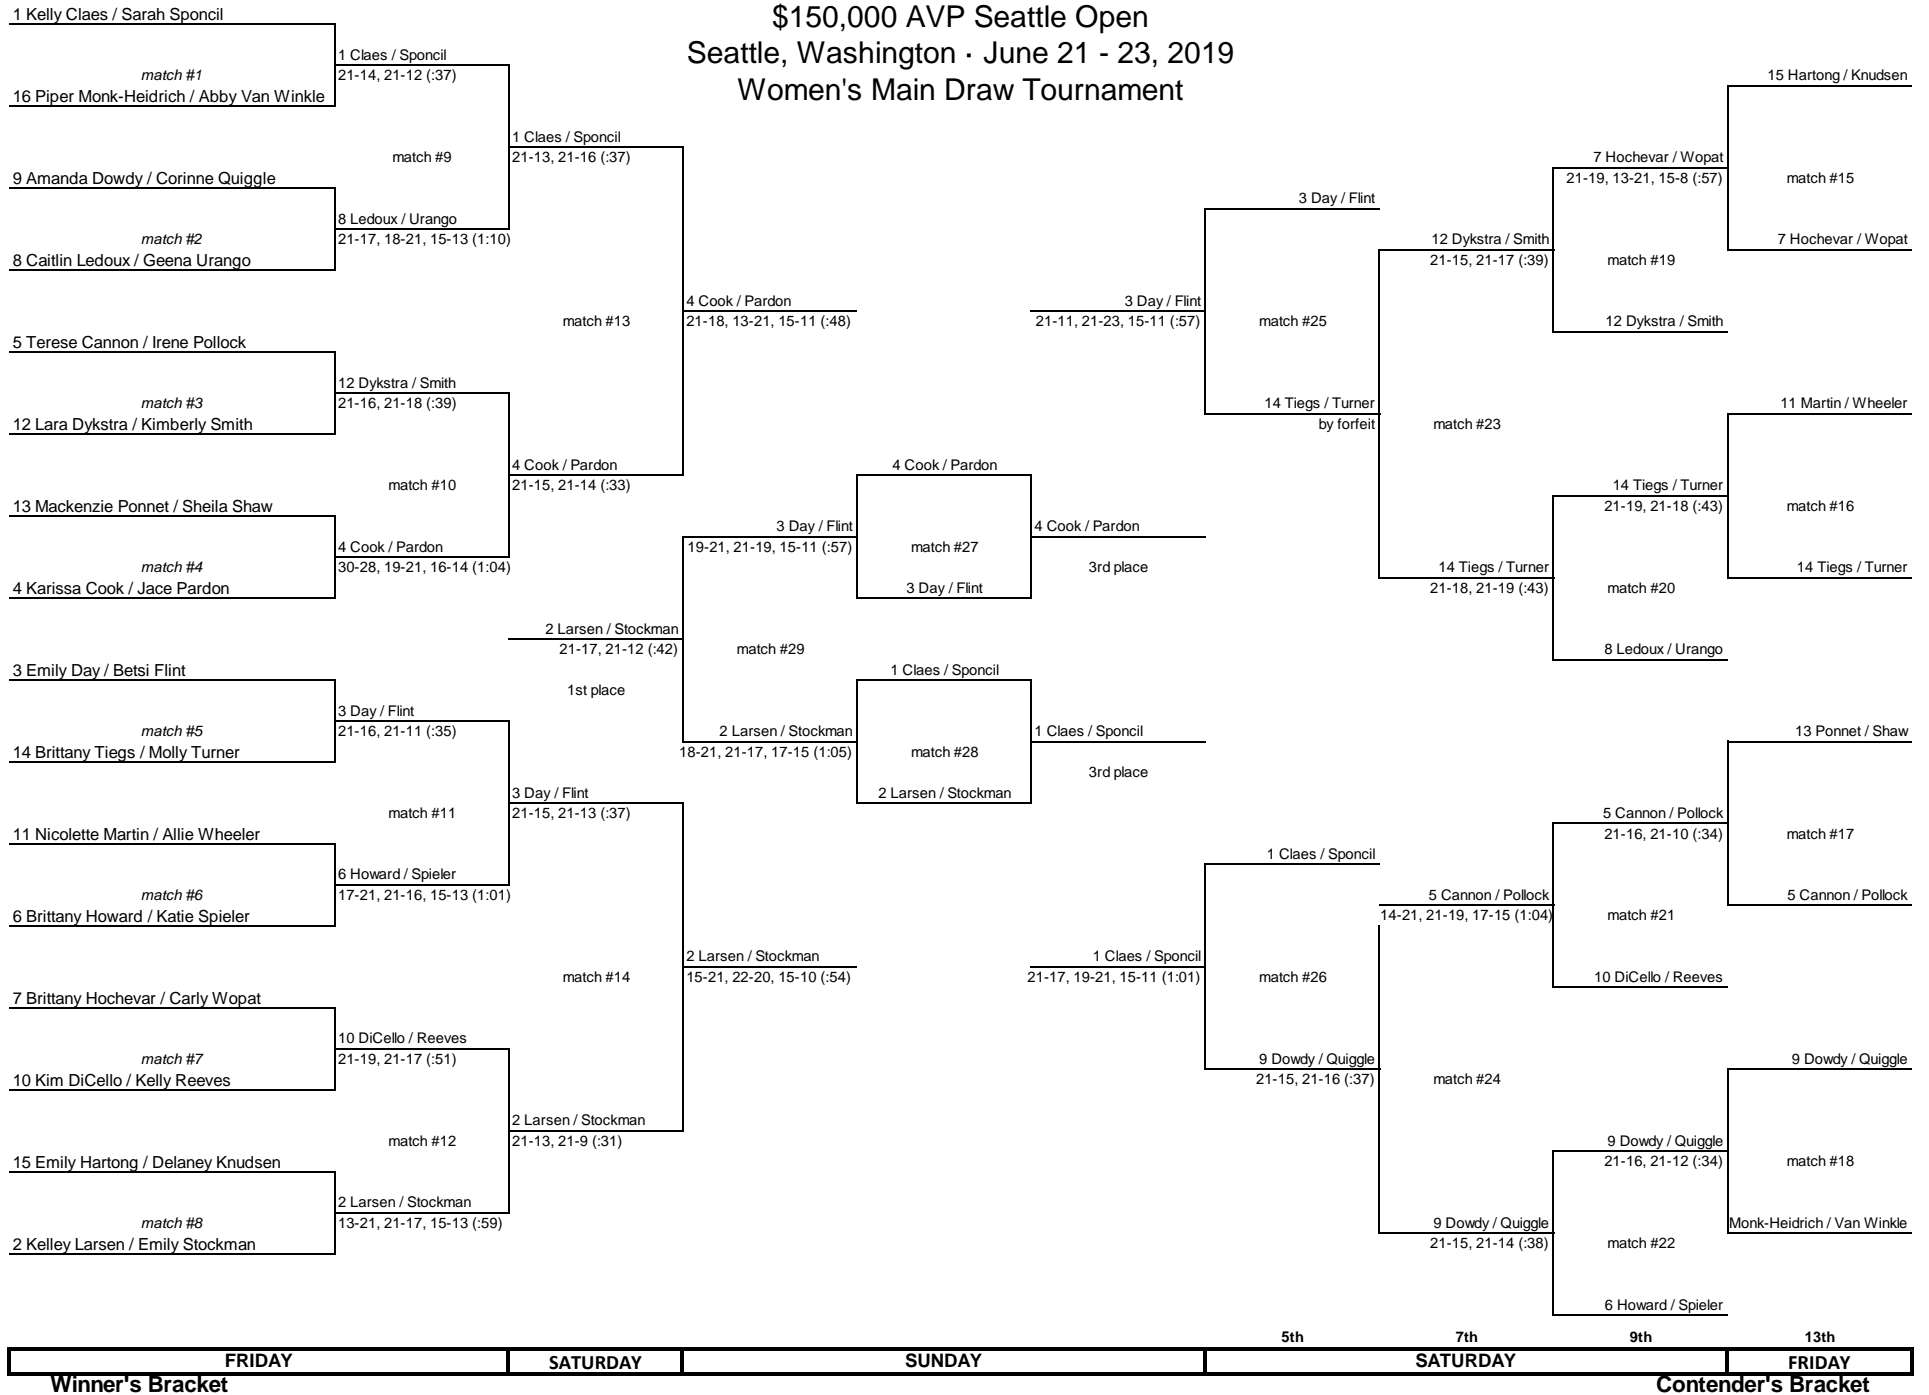 $150,000 AVP Seattle Open
Seattle, Washington · June 21 - 23, 2019
Women's Main Draw Tournament
1 Kelly Claes / Sarah Sponcil
match #1
16 Piper Monk-Heidrich / Abby Van Winkle
9 Amanda Dowdy / Corinne Quiggle
match #2
8 Caitlin Ledoux / Geena Urango
5 Terese Cannon / Irene Pollock
match #3
12 Lara Dykstra / Kimberly Smith
13 Mackenzie Ponnet / Sheila Shaw
match #4
4 Karissa Cook / Jace Pardon
3 Emily Day / Betsi Flint
match #5
14 Brittany Tiegs / Molly Turner
11 Nicolette Martin / Allie Wheeler
match #6
6 Brittany Howard / Katie Spieler
7 Brittany Hochevar / Carly Wopat
match #7
10 Kim DiCello / Kelly Reeves
15 Emily Hartong / Delaney Knudsen
match #8
2 Kelley Larsen / Emily Stockman
1 Claes / Sponcil
21-14, 21-12 (:37)
match #9
8 Ledoux / Urango
21-17, 18-21, 15-13 (1:10)
12 Dykstra / Smith
21-16, 21-18 (:39)
match #10
4 Cook / Pardon
30-28, 19-21, 16-14 (1:04)
3 Day / Flint
21-16, 21-11 (:35)
match #11
6 Howard / Spieler
17-21, 21-16, 15-13 (1:01)
10 DiCello / Reeves
21-19, 21-17 (:51)
match #12
2 Larsen / Stockman
13-21, 21-17, 15-13 (:59)
1 Claes / Sponcil
21-13, 21-16 (:37)
match #13
4 Cook / Pardon
21-15, 21-14 (:33)
2 Larsen / Stockman
21-17, 21-12 (:42)
1st place
3 Day / Flint
21-15, 21-13 (:37)
match #14
2 Larsen / Stockman
21-13, 21-9 (:31)
4 Cook / Pardon
21-18, 13-21, 15-11 (:48)
3 Day / Flint
19-21, 21-19, 15-11 (:57)
match #29
2 Larsen / Stockman
18-21, 21-17, 17-15 (1:05)
2 Larsen / Stockman
15-21, 22-20, 15-10 (:54)
4 Cook / Pardon
match #27
3 Day / Flint
1 Claes / Sponcil
match #28
2 Larsen / Stockman
3 Day / Flint
21-11, 21-23, 15-11 (:57)
4 Cook / Pardon
3rd place
1 Claes / Sponcil
3rd place
1 Claes / Sponcil
21-17, 19-21, 15-11 (1:01)
3 Day / Flint
match #25
14 Tiegs / Turner
by forfeit
1 Claes / Sponcil
match #26
9 Dowdy / Quiggle
21-15, 21-16 (:37)
12 Dykstra / Smith
21-15, 21-17 (:39)
match #23
14 Tiegs / Turner
21-18, 21-19 (:43)
5 Cannon / Pollock
14-21, 21-19, 17-15 (1:04)
match #24
9 Dowdy / Quiggle
21-15, 21-14 (:38)
7 Hochevar / Wopat
21-19, 13-21, 15-8 (:57)
match #19
12 Dykstra / Smith
14 Tiegs / Turner
21-19, 21-18 (:43)
match #20
8 Ledoux / Urango
5 Cannon / Pollock
21-16, 21-10 (:34)
match #21
10 DiCello / Reeves
9 Dowdy / Quiggle
21-16, 21-12 (:34)
match #22
6 Howard / Spieler
15 Hartong / Knudsen
match #15
7 Hochevar / Wopat
11 Martin / Wheeler
match #16
14 Tiegs / Turner
13 Ponnet / Shaw
match #17
5 Cannon / Pollock
9 Dowdy / Quiggle
match #18
Monk-Heidrich / Van Winkle
5th 7th 9th 13th
FRIDAY SATURDAY SUNDAY SATURDAY FRIDAY
Winner's Bracket Contender's Bracket